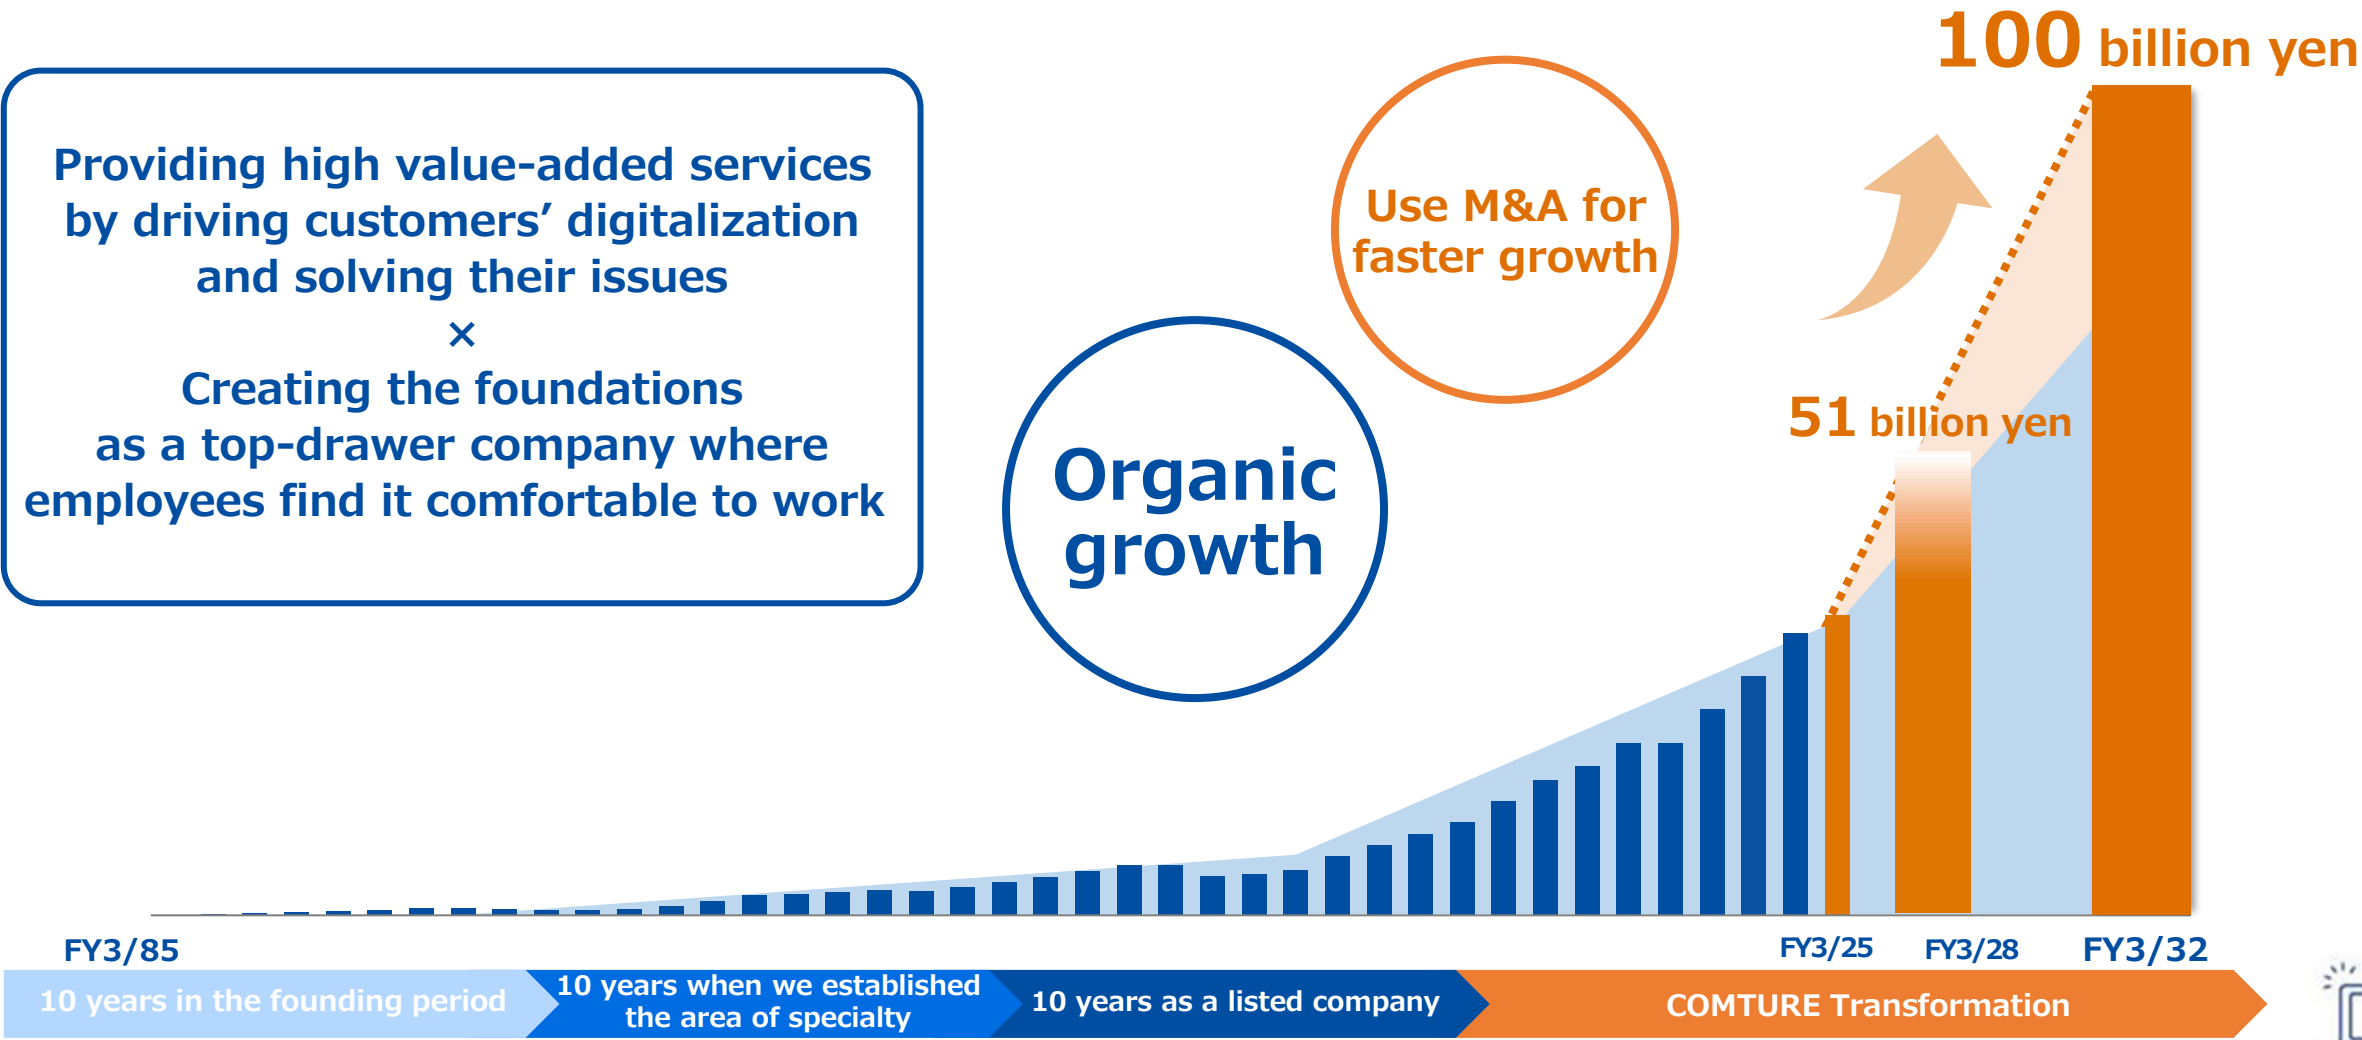 100 billion yen
Providing high value-added services
by driving customers’ digitalization
and solving their issues
×
Creating the foundations
as a top-drawer company where
employees find it comfortable to work
Use M&A for
faster growth
Organic
growth
51 billion yen
FY3/85
FY3/25
FY3/28
FY3/32
10 years in the founding period
10 years when we established
the area of specialty
10 years as a listed company
COMTURE Transformation